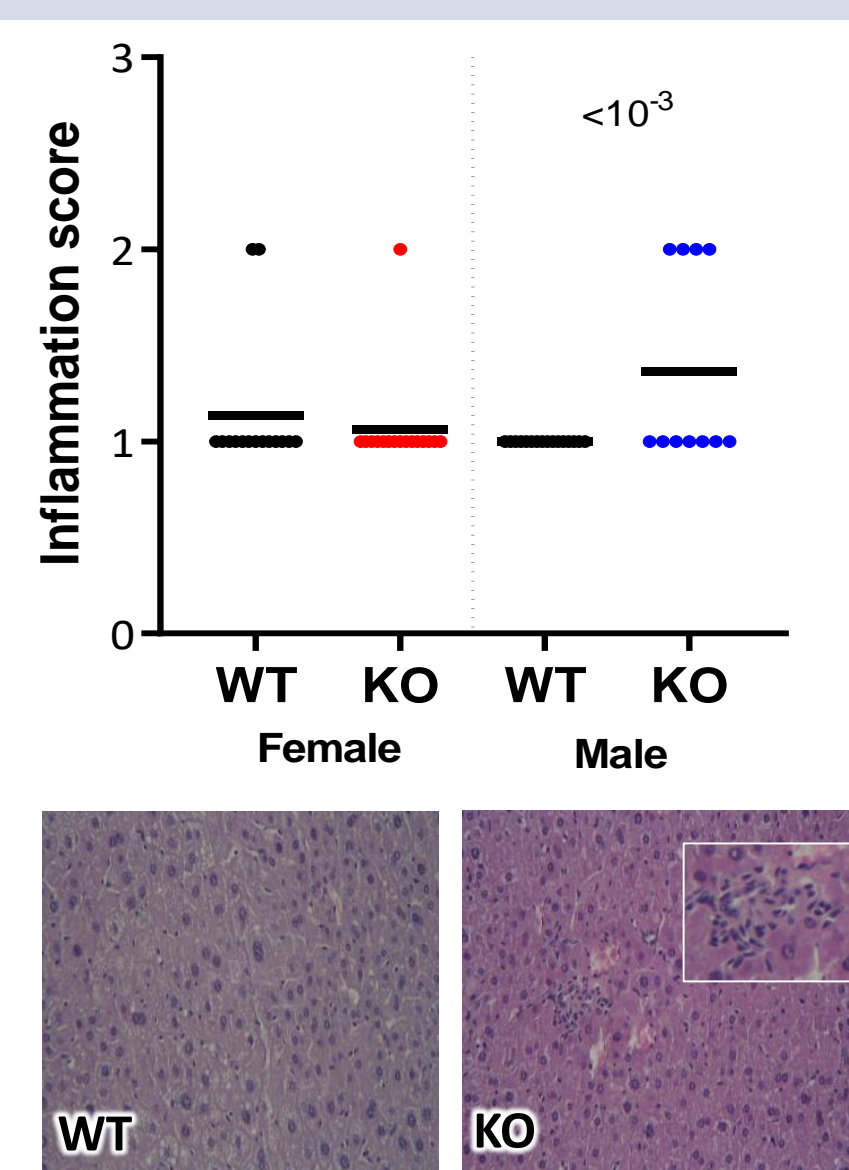 Inflammation score
3
<10⁻³
2
1
0
WT KO WT KO
Female Male
WT KO